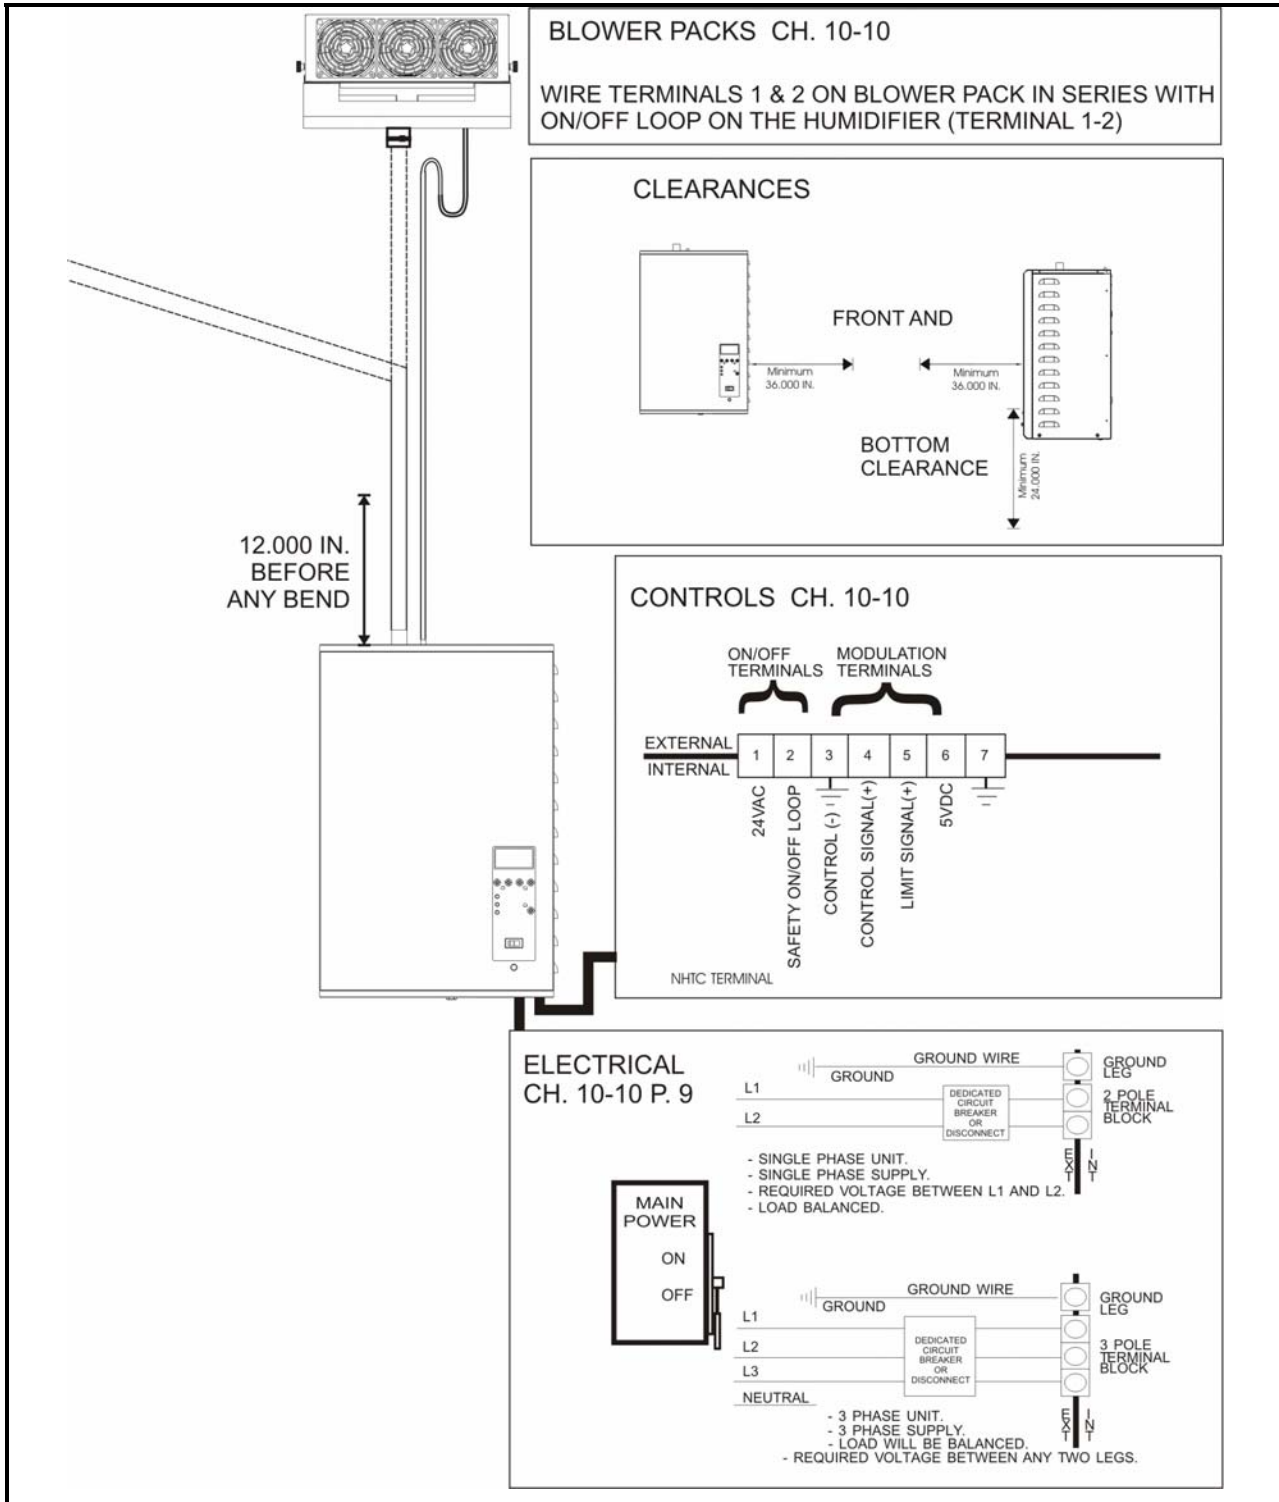 BLOWER PACKS CH. 10-10
WIRE TERMINALS 1 & 2 ON BLOWER PACK IN SERIES WITH
ON/OFF LOOP ON THE HUMIDIFIER (TERMINAL 1-2)
CLEARANCES
FRONT AND
Minimum
36.000 IN.
Minimum
36.000 IN.
BOTTOM
CLEARANCE
Minimum
24.000 IN.
12.000 IN.
BEFORE
ANY BEND
CONTROLS CH. 10-10
ON/OFF
TERMINALS
MODULATION
TERMINALS
EXTERNAL
INTERNAL
1 2 3 4 5 6 7
24VAC
SAFETY ON/OFF LOOP
CONTROL (-)
CONTROL SIGNAL(+)
LIMIT SIGNAL(+)
5VDC
NHTC TERMINAL
ELECTRICAL
CH. 10-10 P. 9
GROUND WIRE
GROUND
GROUND
LEG
L1
L2
DEDICATED
CIRCUIT
BREAKER
OR
DISCONNECT
2 POLE
TERMINAL
BLOCK
EXT
INT
- SINGLE PHASE UNIT.
- SINGLE PHASE SUPPLY.
- REQUIRED VOLTAGE BETWEEN L1 AND L2.
- LOAD BALANCED.
MAIN
POWER
ON
OFF
GROUND WIRE
GROUND
GROUND
LEG
L1
L2
L3
NEUTRAL
DEDICATED
CIRCUIT
BREAKER
OR
DISCONNECT
3 POLE
TERMINAL
BLOCK
EXT
INT
- 3 PHASE UNIT.
- 3 PHASE SUPPLY.
- LOAD WILL BE BALANCED.
- REQUIRED VOLTAGE BETWEEN ANY TWO LEGS.